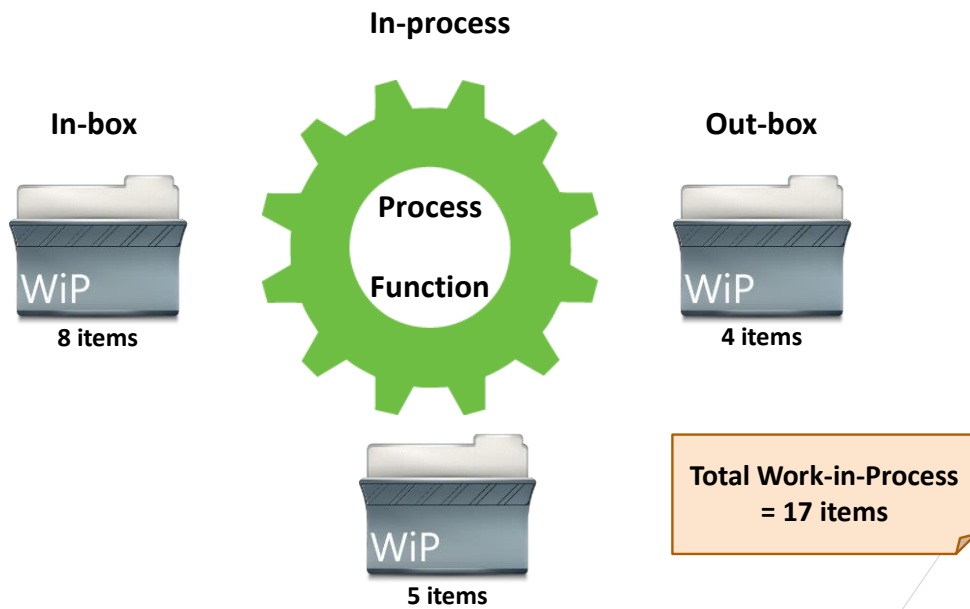 In-process
In-box
Out-box
Process
Function
WiP
8 items
WiP
4 items
WiP
5 items
Total Work-in-Process
= 17 items